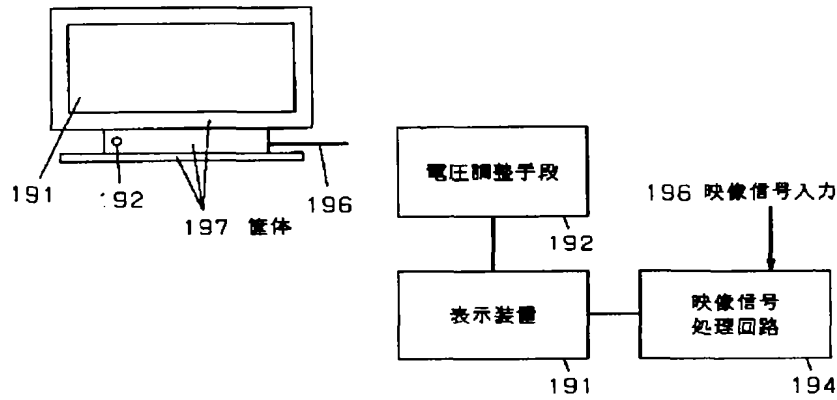 191
192
197 筐体
196
電圧調整手段
192
196 映像信号入力
表示装置
191
映像信号
処理回路
194